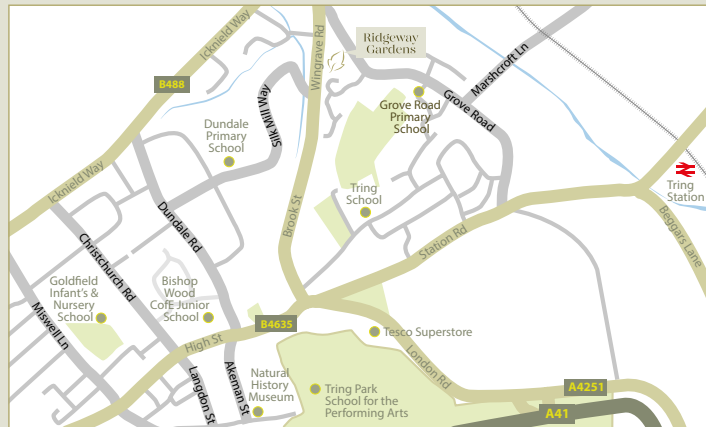 Icknield Way
Wingrave Rd
Ridgeway
Gardens
B488
Silk Mill Way
Marshcroft Ln
Grove Road
Grove Road
Primary
School
Dundale
Primary
School
Icknield Way
Tring
School
Tring
Station
Brook St
Dundale Rd
Station Rd
Beggars Lane
Christchurch Rd
Goldfield
Infant's &
Nursery
School
Bishop
Wood
CofE Junior
School
Miswell Ln
B4635
High St
Tesco Superstore
London Rd
Langdon St
Akeman St
Natural
History
Museum
Tring Park
School for the
Performing Arts
A4251
A41